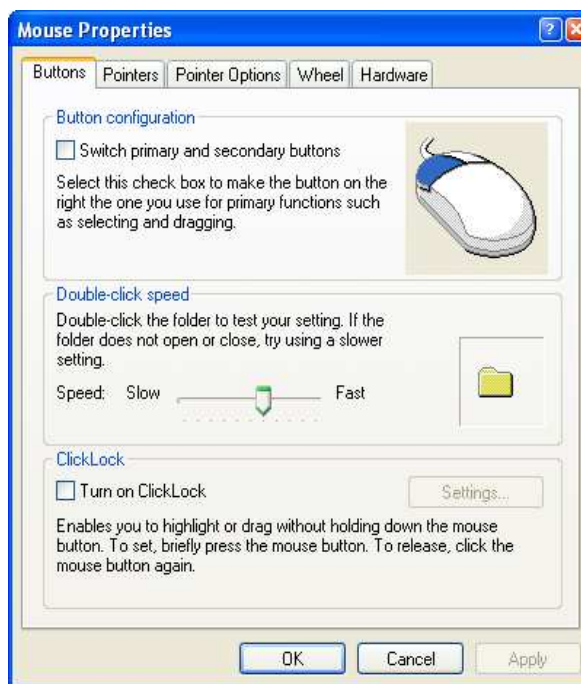 Mouse Properties
?
Buttons Pointers Pointer Options Wheel Hardware
Button configuration
Switch primary and secondary buttons
Select this check box to make the button on the
right the one you use for primary functions such
as selecting and dragging.
Double-click speed
Double-click the folder to test your setting. If the
folder does not open or close, try using a slower
setting.
Speed: Slow Fast
ClickLock
Turn on ClickLock Settings...
Enables you to highlight or drag without holding down the mouse
button. To set, briefly press the mouse button. To release, click the
mouse button again.
OK Cancel Apply